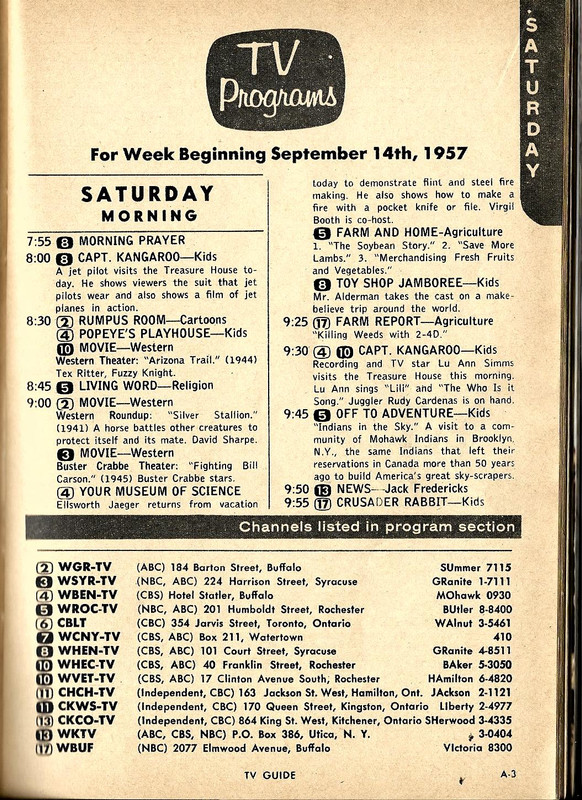 TV
Programs
SATURDAY
For Week Beginning September 14th, 1957
SATURDAY
MORNING
7:55 8 MORNING PRAYER
8:00 8 CAPT. KANGAROO—Kids
A jet pilot visits the Treasure House to-
day. He shows viewers the suit that jet
pilots wear and also shows a film of jet
planes in action.
8:30 2 RUMPUS ROOM—Cartoons
4 POPEYE'S PLAYHOUSE—Kids
10 MOVIE—Western
Western Theater: "Arizona Trail." (1944)
Tex Ritter, Fuzzy Knight.
8:45 5 LIVING WORD—Religion
9:00 2 MOVIE—Western
Western Roundup: "Silver Stallion."
(1941) A horse battles other creatures to
protect itself and its mate. David Sharpe.
3 MOVIE—Western
Buster Crabbe Theater: "Fighting Bill
Carson." (1945) Buster Crabbe stars.
4 YOUR MUSEUM OF SCIENCE
Ellsworth Jaeger returns from vacation
today to demonstrate flint and steel fire
making. He also shows how to make a
fire with a pocket knife or file. Virgil
Booth is co-host.
5 FARM AND HOME-Agriculture
1. "The Soybean Story." 2. "Save More
Lambs." 3. "Merchandising Fresh Fruits
and Vegetables."
8 TOY SHOP JAMBOREE—Kids
Mr. Alderman takes the cast on a make-
believe trip around the world.
9:25 17 FARM REPORT—Agriculture
"Killing Weeds with 2-4D."
9:30 4 10 CAPT. KANGAROO—Kids
Recording and TV star Lu Ann Simms
visits the Treasure House this morning.
Lu Ann sings "Lili" and "The Who Is it
Song." Juggler Rudy Cardenas is on hand.
9:45 5 OFF TO ADVENTURE—Kids
"Indians in the Sky." A visit to a com-
munity of Mohawk Indians in Brooklyn,
N.Y., the same Indians that left their
reservations in Canada more than 50 years
ago to build America's great sky-scrapers.
9:50 13 NEWS—Jack Fredericks
9:55 17 CRUSADER RABBIT—Kids
Channels listed in program section
2 WGR-TV (ABC) 184 Barton Street, Buffalo SUmmer 7115
3 WSYR-TV (NBC, ABC) 224 Harrison Street, Syracuse GRanite 1-7111
4 WBEN-TV (CBS) Hotel Statler, Buffalo MOhawk 0930
5 WROC-TV (NBC, ABC) 201 Humboldt Street, Rochester BUtler 8-8400
6 CBLT (CBC) 354 Jarvis Street, Toronto, Ontario WAlnut 3-5461
7 WCNY-TV (CBS, ABC) Box 211, Watertown 410
8 WHEN-TV (CBS, ABC) 101 Court Street, Syracuse GRanite 4-8511
10 WHEC-TV (CBS, ABC) 40 Franklin Street, Rochester BAker 5-3050
10 WVET-TV (CBS, ABC) 17 Clinton Avenue South, Rochester HAmilton 6-4820
11 CHCH-TV (Independent, CBC) 163 Jackson St. West, Hamilton, Ont. JAckson 2-1121
11 CKWS-TV (Independent, CBC) 170 Queen Street, Kingston, Ontario LIberty 2-4977
13 CKCO-TV (Independent, CBC) 864 King St. West, Kitchener, Ontario SHerwood 3-4335
13 WKTV (ABC, CBS, NBC) P.O. Box 386, Utica, N. Y. 3-0404
17 WBUF (NBC) 2077 Elmwood Avenue, Buffalo VIctoria 8300
TV GUIDE
A-3